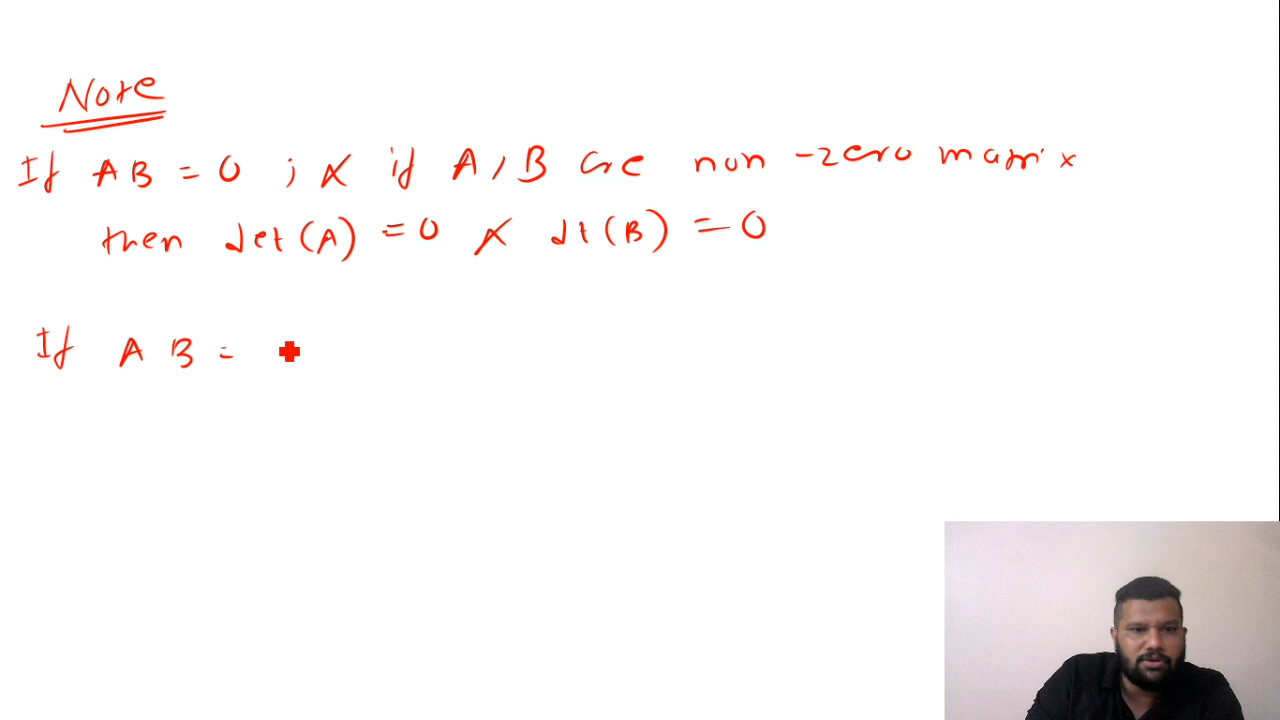 Note
If AB = 0 ; & if A, B are non-zero matrix
then det(A) = 0 & dt(B) = 0
If AB =